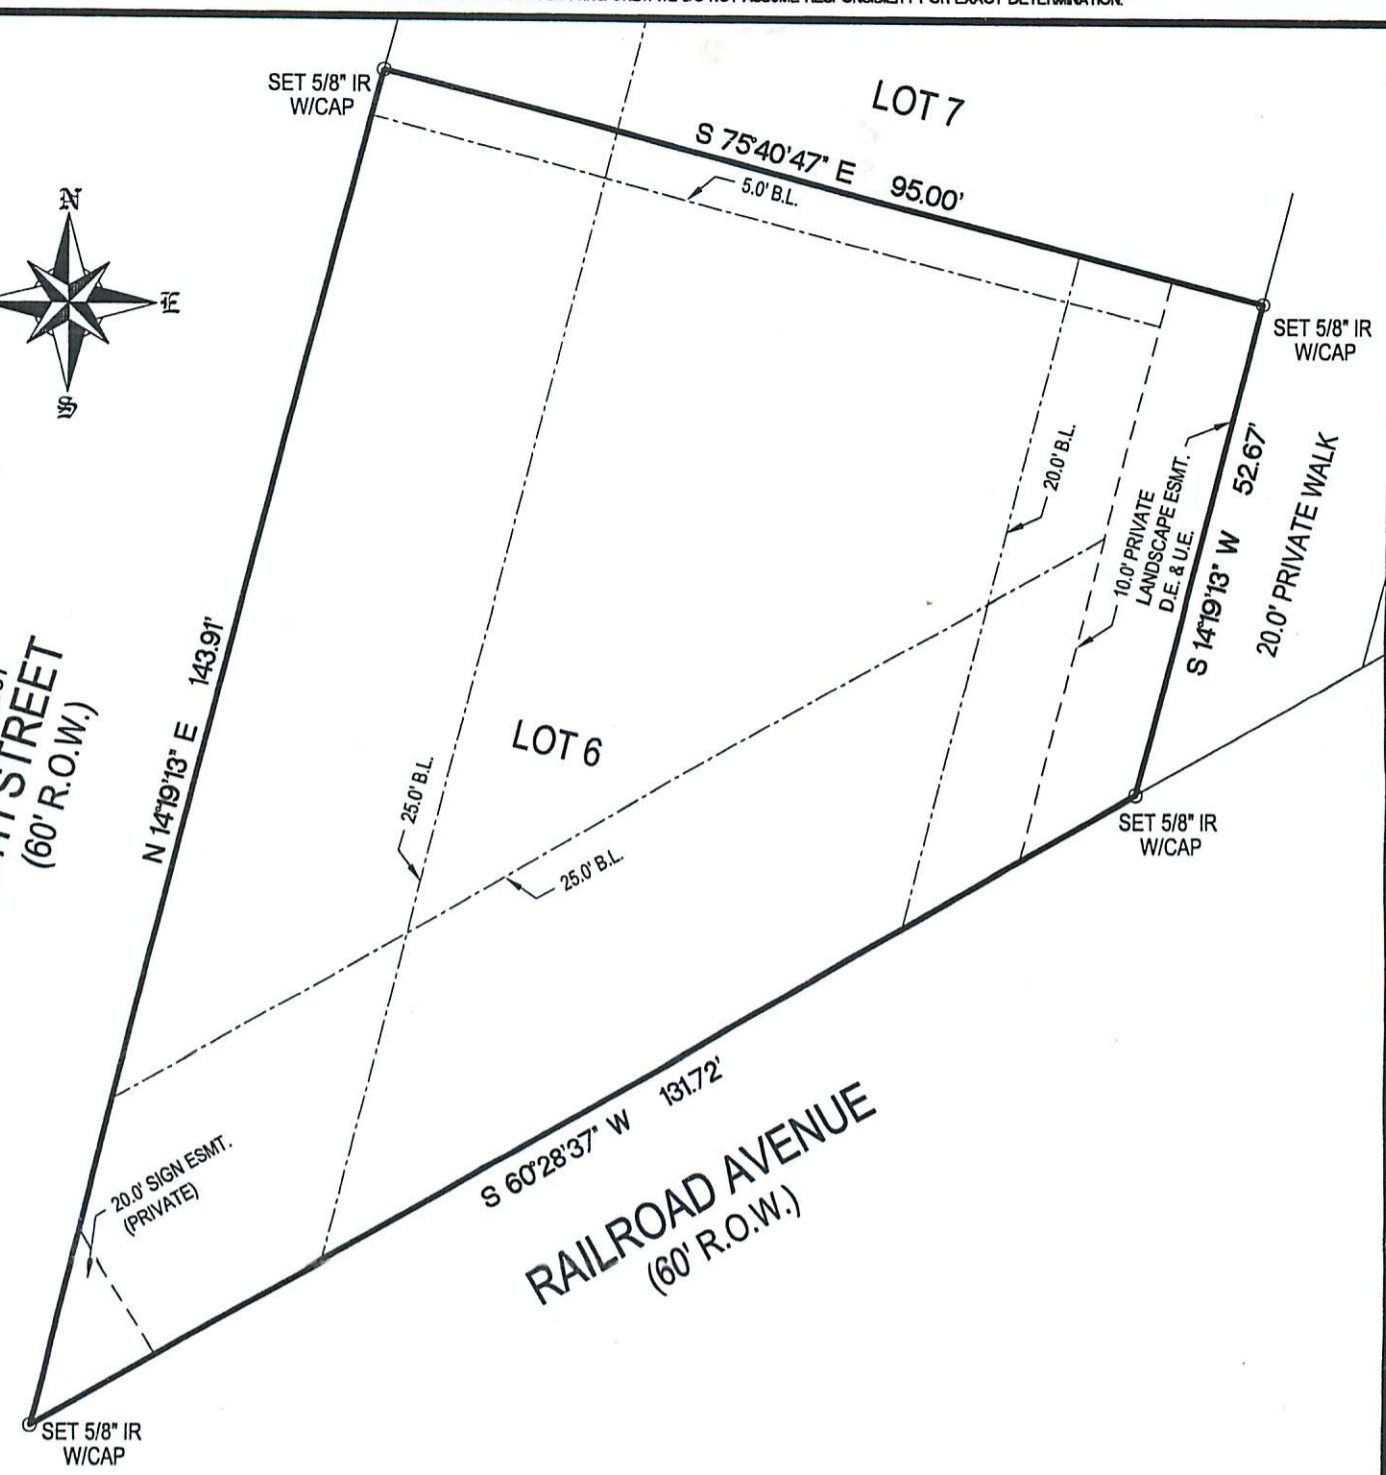 SET 5/8" IR
W/CAP
LOT 7
S 75°40'47" E 95.00'
5.0' B.L.
N
E
S
SET 5/8" IR
W/CAP
20.0' B.L.
10.0' PRIVATE
LANDSCAPE ESMT.
D.E. & U.E.
S 14°19'13" W 52.67'
20.0' PRIVATE WALK
N 14°19'13" E 143.91'
STREET
(60' R.O.W.)
LOT 6
25.0' B.L.
25.0' B.L.
SET 5/8" IR
W/CAP
S 60°28'37" W 131.72'
RAILROAD AVENUE
(60' R.O.W.)
20.0' SIGN ESMT.
(PRIVATE)
SET 5/8" IR
W/CAP